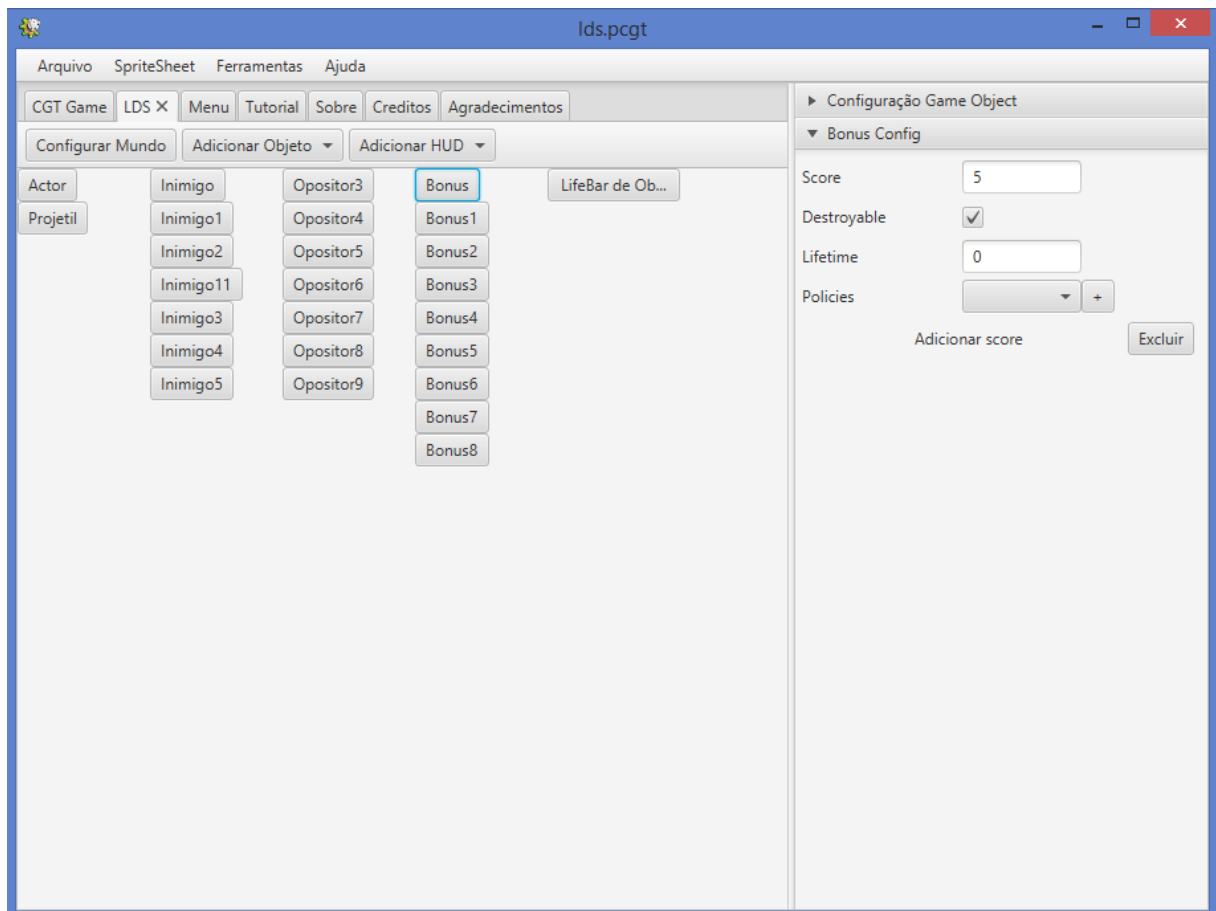 lds.pcgt
Arquivo SpriteSheet Ferramentas Ajuda
CGT Game LDS Menu Tutorial Sobre Creditos Agradecimentos
Configurar Mundo Adicionar Objeto Adicionar HUD
Actor Inimigo Opositor3 Bonus LifeBar de Ob...
Projetil Inimigo1 Opositor4 Bonus1
Inimigo2 Opositor5 Bonus2
Inimigo11 Opositor6 Bonus3
Inimigo3 Opositor7 Bonus4
Inimigo4 Opositor8 Bonus5
Inimigo5 Opositor9 Bonus6
Bonus7
Bonus8
Configuração Game Object
Bonus Config
Score 5
Destroyable
Lifetime 0
Policies +
Adicionar score Excluir